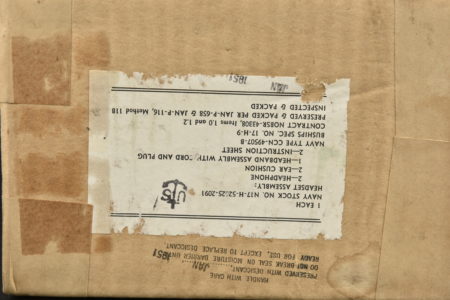 HANDLE WITH CARE
PRESERVED WITH DESICCANT. JAN 1951
DO NOT BREAK SEAL ON MOISTURE BARRIER UNTIL
READY FOR USE, EXCEPT TO REPLACE DESICCANT
1 EACH
NAVY STOCK NO. N17-H-52525-2091
HEADSET ASSEMBLY:
2—HEADPHONE
2—EAR CUSHION
1—HEADBAND ASSEMBLY WITH CORD AND PLUG
2—INSTRUCTION SHEET
NAVY TYPE CCN-49507-B
BUSHIPS SPEC. NO. 17-H-9
CONTRACT NOBSR-43308, Items 1.0 and 1.2
PRESERVED & PACKED PER JAN-658 & JAN-P-116, Method 11B
INSPECTED & PACKED
JAN 1951